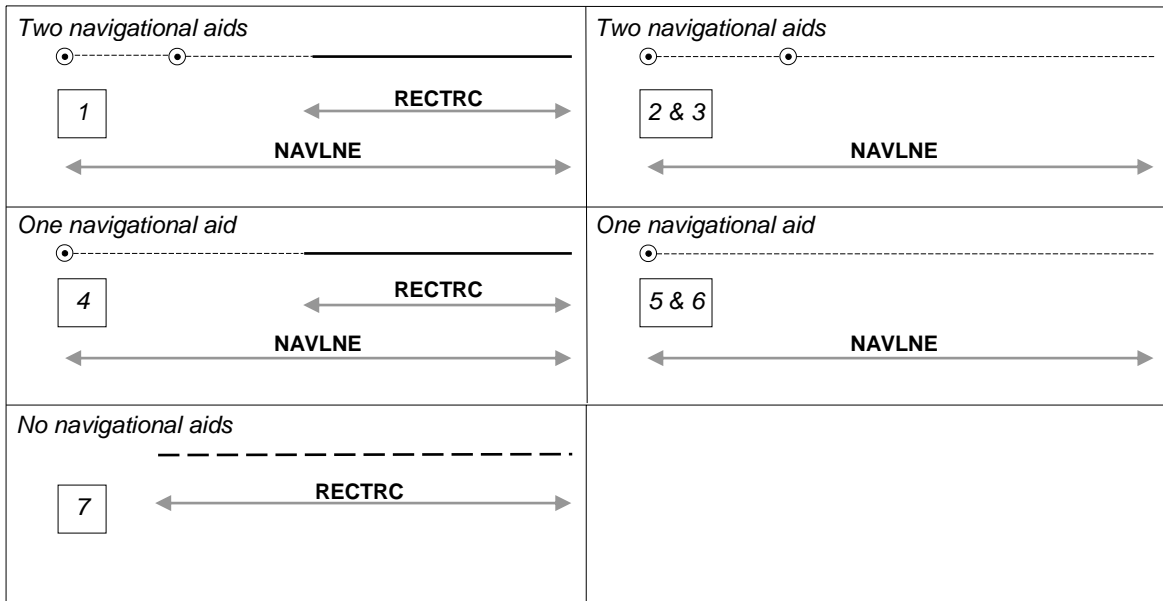 Two navigational aids
1
RECTRC
NAVLNE
Two navigational aids
2 & 3
NAVLNE
One navigational aid
4
RECTRC
NAVLNE
One navigational aid
5 & 6
NAVLNE
No navigational aids
7
RECTRC